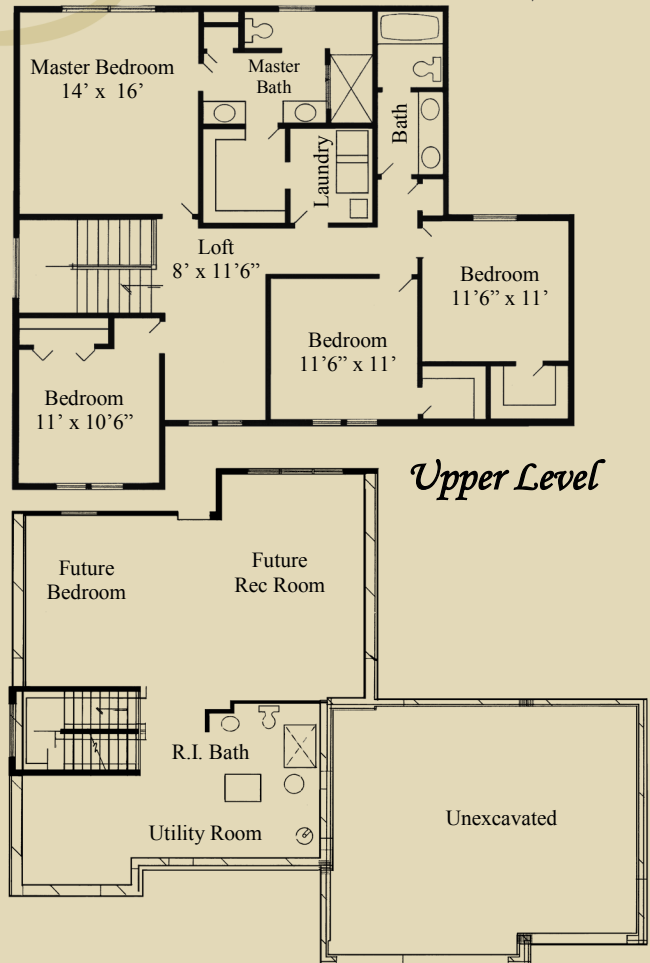 Master Bedroom
14’ x 16’
Master
Bath
Bath
Laundry
Loft
8’ x 11’6”
Bedroom
11’6” x 11’
Bedroom
11’6” x 11’
Bedroom
11’ x 10’6”
Upper Level
Future
Bedroom
Future
Rec Room
R.I. Bath
Utility Room
Unexcavated